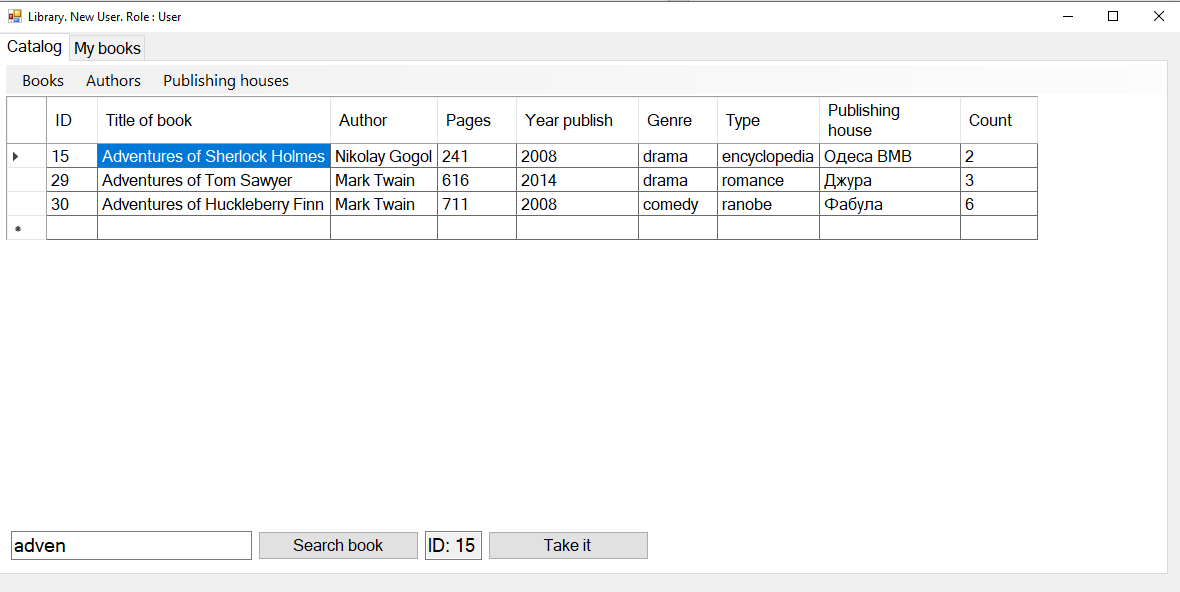 Library. New User. Role : User
Catalog My books
Books Authors Publishing houses
ID Title of book Author Pages Year publish Genre Type Publishing house Count
15 Adventures of Sherlock Holmes Nikolay Gogol 241 2008 drama encyclopedia Одеса ВМВ 2
29 Adventures of Tom Sawyer Mark Twain 616 2014 drama romance Джура 3
30 Adventures of Huckleberry Finn Mark Twain 711 2008 comedy ranobe Фабула 6
adven Search book ID: 15 Take it